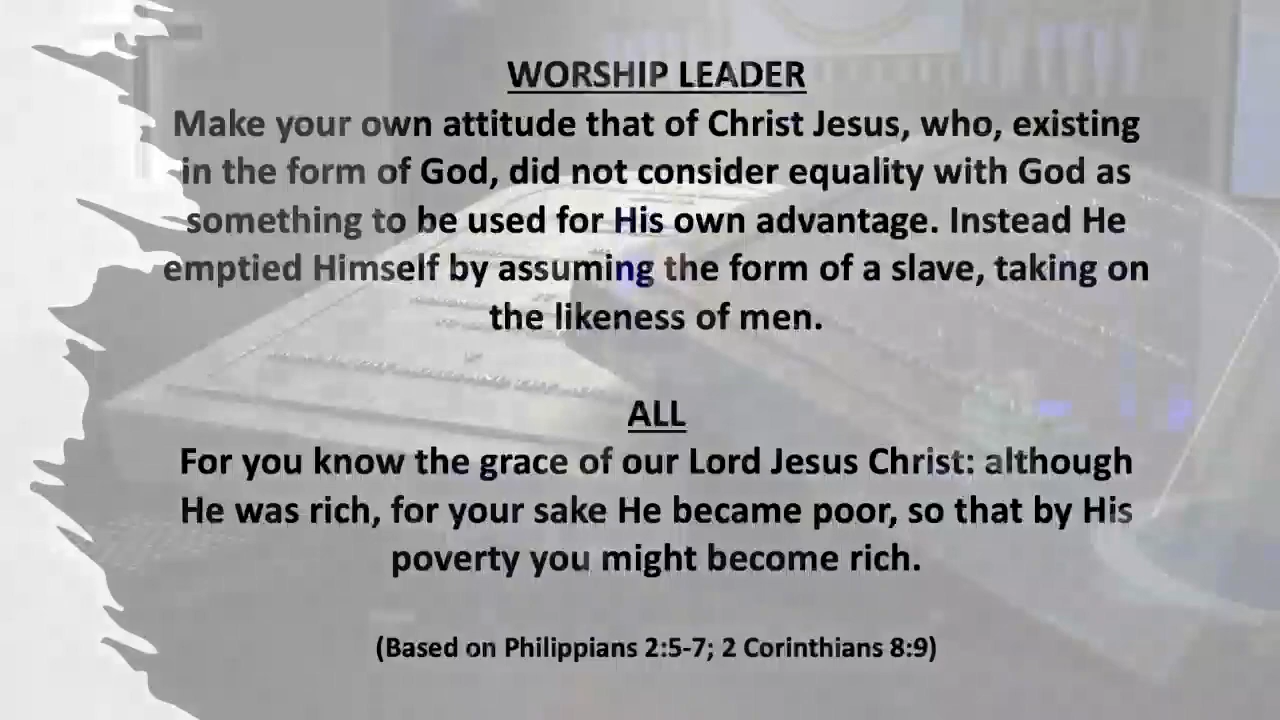 WORSHIP LEADER
Make your own attitude that of Christ Jesus, who, existing
in the form of God, did not consider equality with God as
something to be used for His own advantage. Instead He
emptied Himself by assuming the form of a slave, taking on
the likeness of men.
ALL
For you know the grace of our Lord Jesus Christ: although
He was rich, for your sake He became poor, so that by His
poverty you might become rich.
(Based on Philippians 2:5-7; 2 Corinthians 8:9)